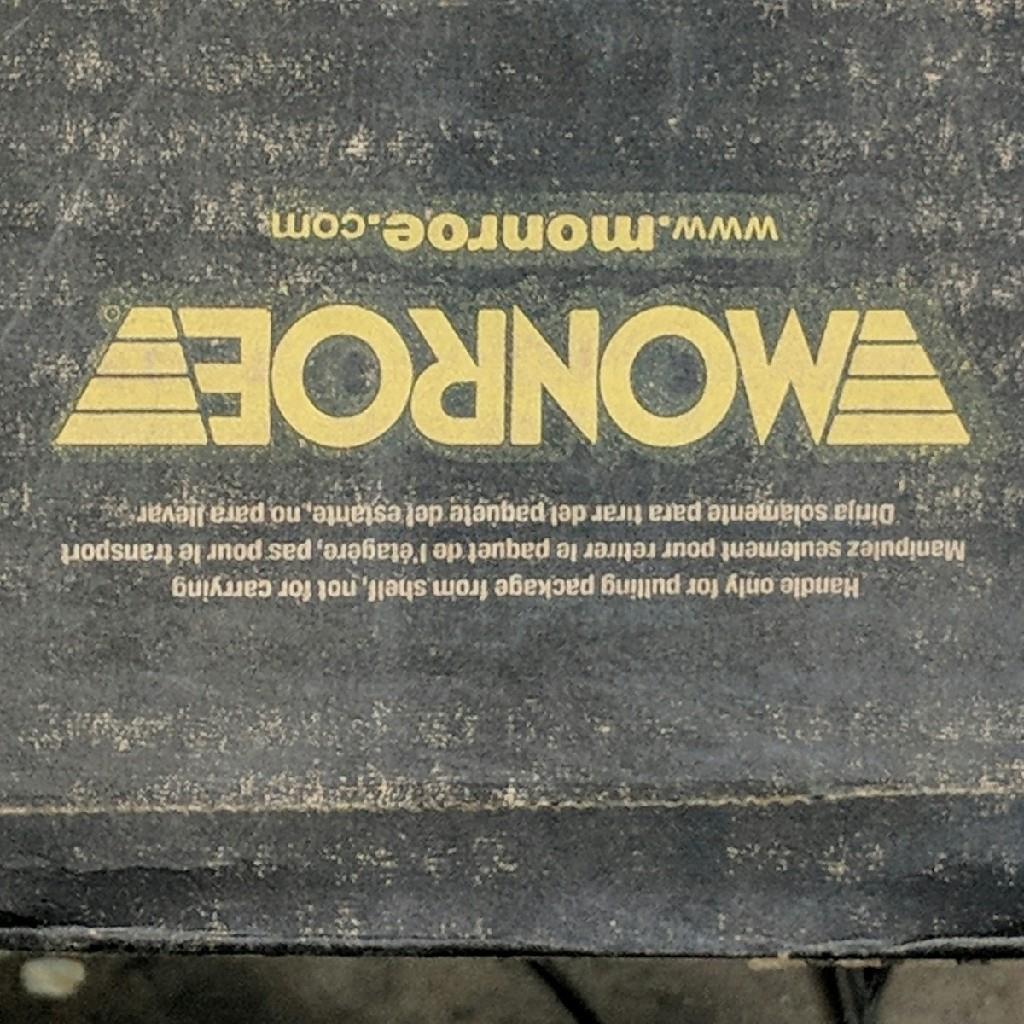 Handle only for pulling package from shelf, not for carrying
Manipulez seulement pour retirer le paquet de l'étagère, pas pour le transport
Dirija solamente para tirar del paquete del estante, no para llevar
MONROE®
www.monroe.com